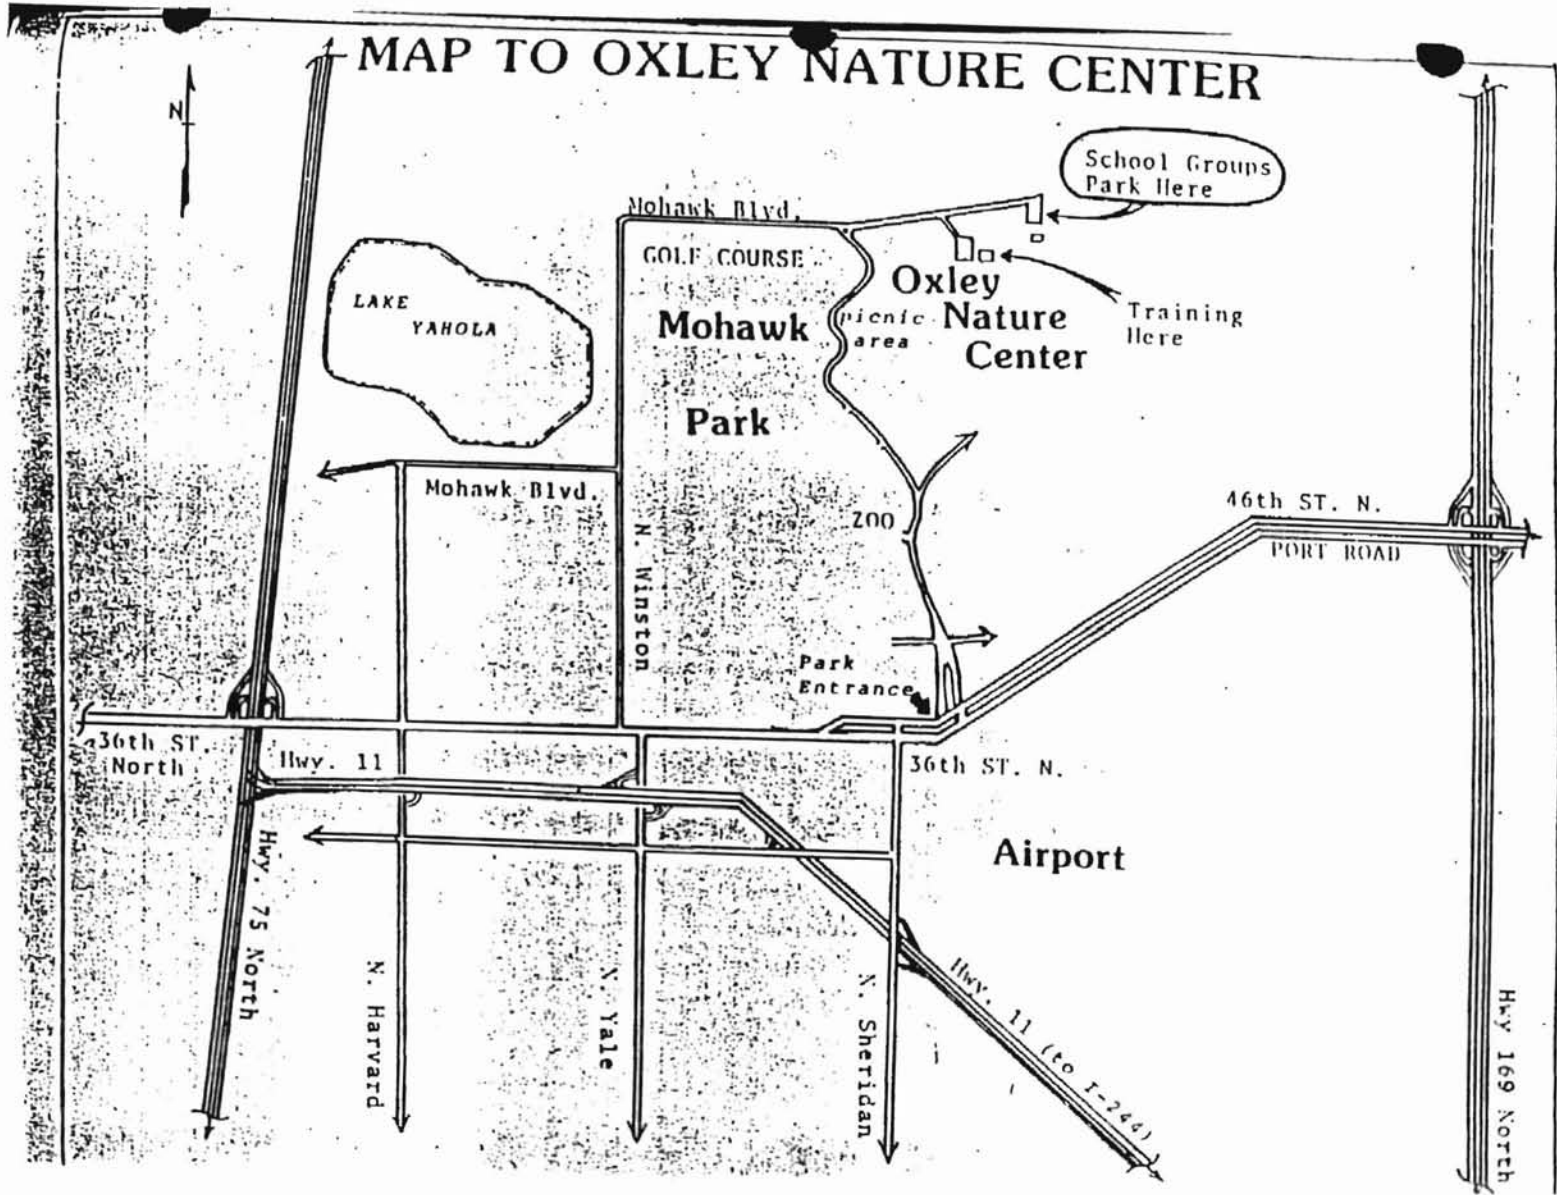 MAP TO OXLEY NATURE CENTER
N
School Groups
Park Here
Mohawk Blvd.
GOLF COURSE
Oxley
Nature
Center
LAKE
YAHOLA
Mohawk
Park
picnic
area
Training
Here
Mohawk Blvd.
ZOO
46th ST. N.
PORT ROAD
N. Winston
Park
Entrance
36th ST.
North
Hwy. 11
36th ST. N.
Airport
Hwy. 75 North
N. Harvard
N. Yale
N. Sheridan
Hwy. 11 (to I-244)
Hwy 169 North